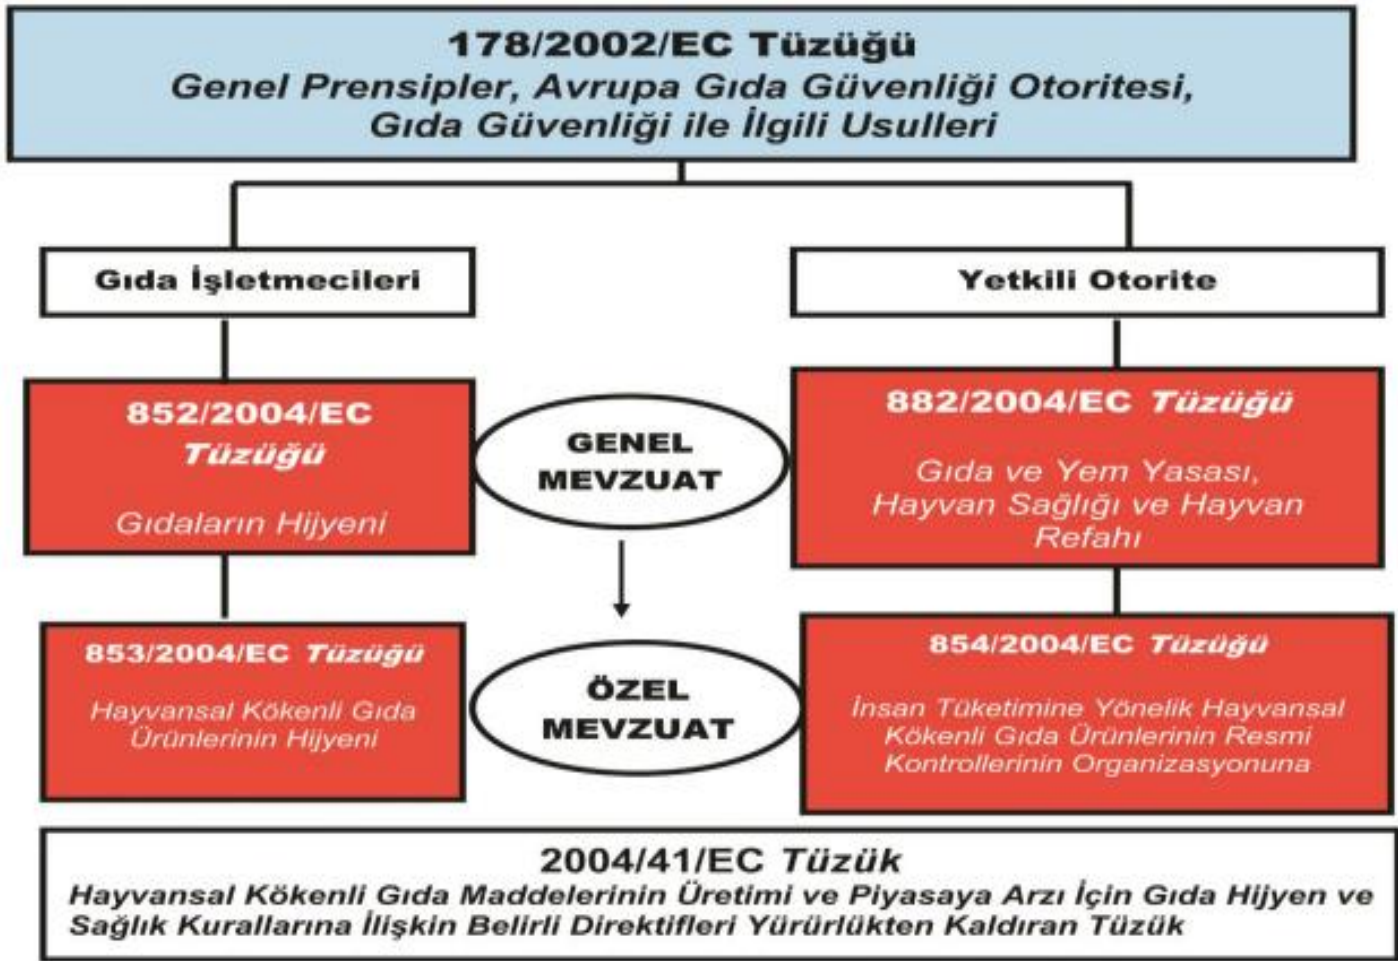 178/2002/EC Tüzüğü
Genel Prensipler, Avrupa Gıda Güvenliği Otoritesi,
Gıda Güvenliği ile İlgili Usulleri
Gıda İşletmecileri
Yetkili Otorite
852/2004/EC
Tüzüğü
Gıdaların Hijyeni
GENEL
MEVZUAT
882/2004/EC Tüzüğü
Gıda ve Yem Yasası,
Hayvan Sağlığı ve Hayvan
Refahı
853/2004/EC Tüzüğü
Hayvansal Kökenli Gıda
Ürünlerinin Hijyeni
ÖZEL
MEVZUAT
854/2004/EC Tüzüğü
İnsan Tüketimine Yönelik Hayvansal
Kökenli Gıda Ürünlerinin Resmi
Kontrollerinin Organizasyonuna
2004/41/EC Tüzük
Hayvansal Kökenli Gıda Maddelerinin Üretimi ve Piyasaya Arzı İçin Gıda Hijyen ve
Sağlık Kurallarına İlişkin Belirli Direktifleri Yürürlükten Kaldıran Tüzük